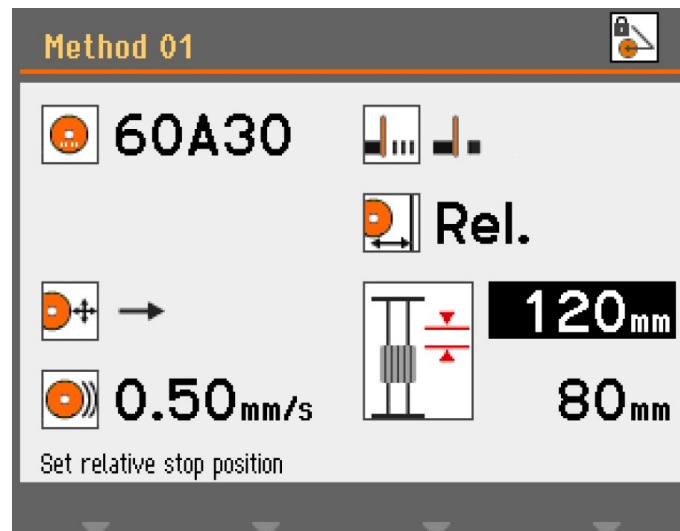 Method 01
60A30
Rel.
120mm
0.50mm/s
80mm
Set relative stop position